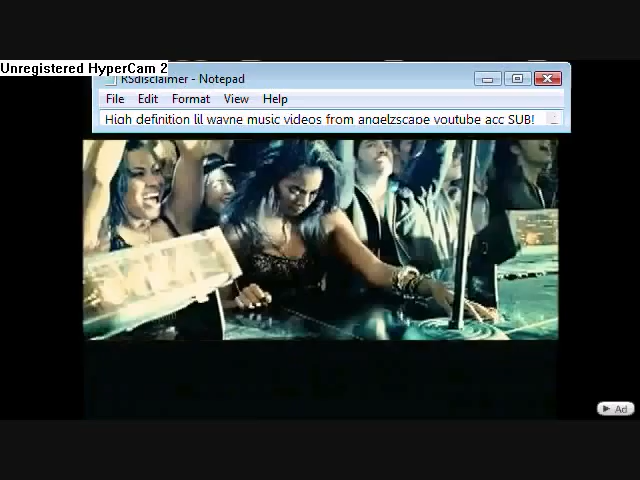 Unregistered HyperCam 2
RSdisclaimer - Notepad
File Edit Format View Help
High definition lil wayne music videos from angelzscape youtube acc SUB!
Ad